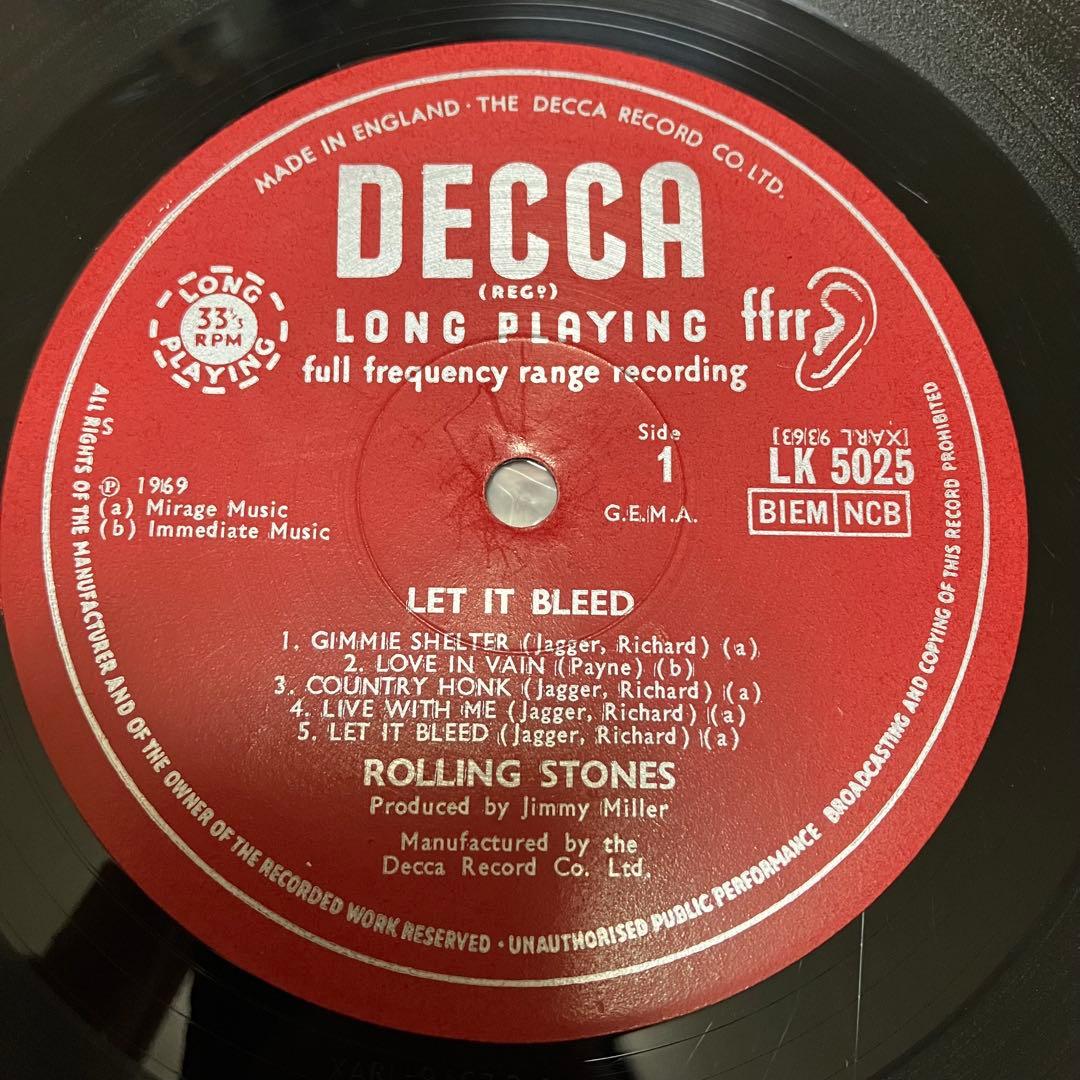 MADE IN ENGLAND · THE DECCA RECORD CO. LTD.
DECCA
(REGD)
LONG PLAYING
33⅓
RPM
LONG PLAYING
ffrr
full frequency range recording
S
℗ 1969
(a) Mirage Music
(b) Immediate Music
Side
1
G.E.M.A.
LK 5025
BIEM NCB
LET IT BLEED
1. GIMMIE SHELTER (Jagger, Richard) (a)
2. LOVE IN VAIN (Payne) (b)
3. COUNTRY HONK (Jagger, Richard) (a)
4. LIVE WITH ME (Jagger, Richard) (a)
5. LET IT BLEED (Jagger, Richard) (a)
ROLLING STONES
Produced by Jimmy Miller
Manufactured by the
Decca Record Co. Ltd.
ALL RIGHTS OF THE MANUFACTURER AND OF THE OWNER OF THE RECORDED WORK RESERVED · UNAUTHORISED PUBLIC PERFORMANCE BROADCASTING AND COPYING OF THIS RECORD PROHIBITED